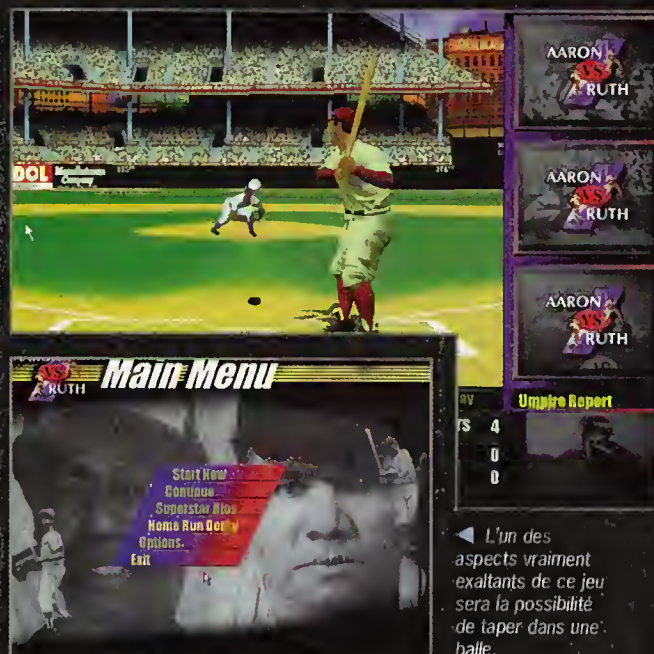 AARON
VS
RUTH
DOL
Company
AARON
VS
RUTH
AARON
VS
RUTH
Umpire Report
4
0
0
VS
RUTH
Main Menu
Start New
Continue
Superstar Bios
Home Run Derby
Options
Exit
L'un des
aspects vraiment
exaltants de ce jeu
sera la possibilité
de taper dans une
balle.